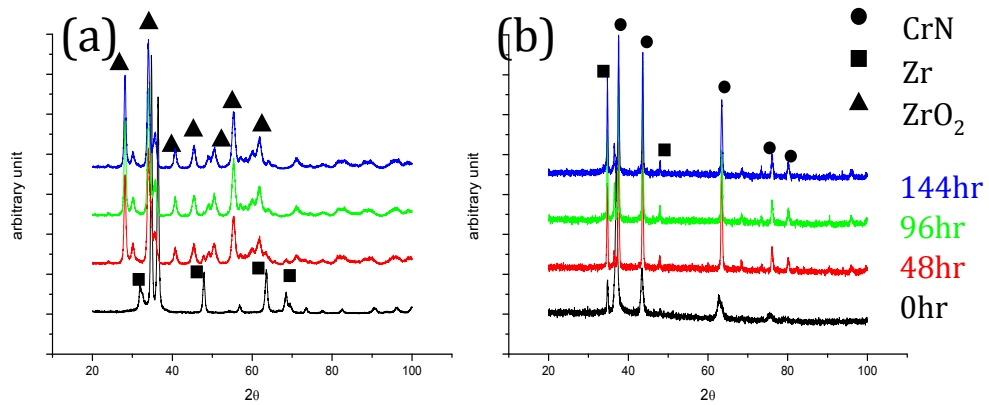 (a)
arbitrary unit
20 40 60 80 100
2θ
(b)
arbitrary unit
20 40 60 80 100
2θ
CrN
Zr
ZrO₂
144hr
96hr
48hr
0hr